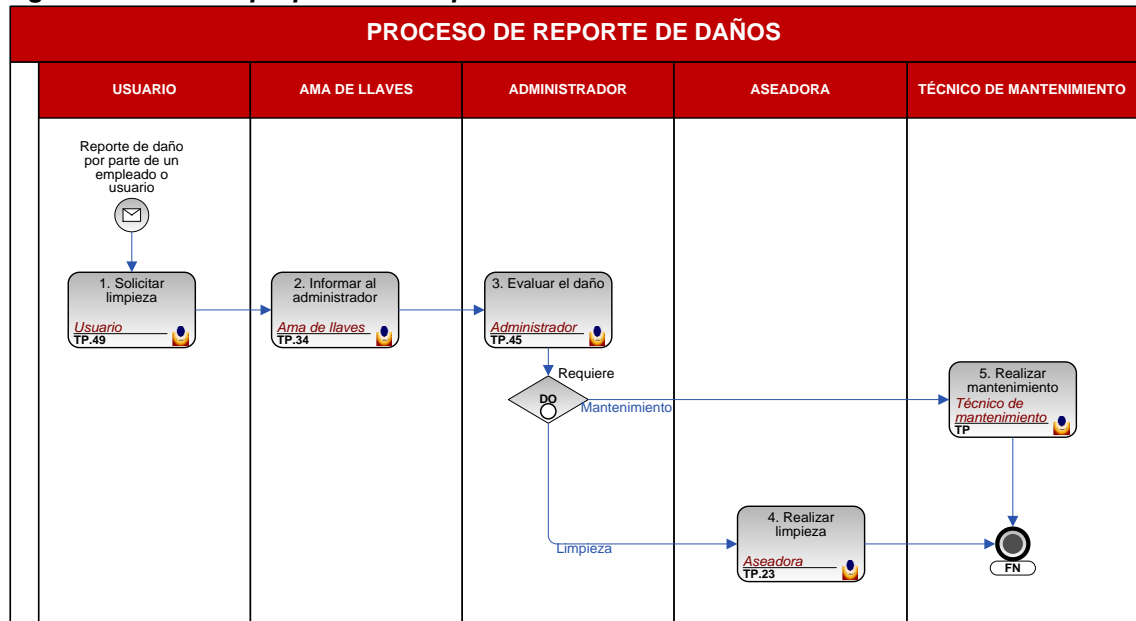 PROCESO DE REPORTE DE DAÑOS
USUARIO
AMA DE LLAVES
ADMINISTRADOR
ASEADORA
TÉCNICO DE MANTENIMIENTO
Reporte de daño
por parte de un
empleado o
usuario
1. Solicitar
limpieza
Usuario
TP.49
2. Informar al
administrador
Ama de llaves
TP.34
3. Evaluar el daño
Administrador
TP.45
Requiere
DO
Mantenimiento
Limpieza
4. Realizar
limpieza
Aseadora
TP.23
5. Realizar
mantenimiento
Técnico de
mantenimiento
TP
FN